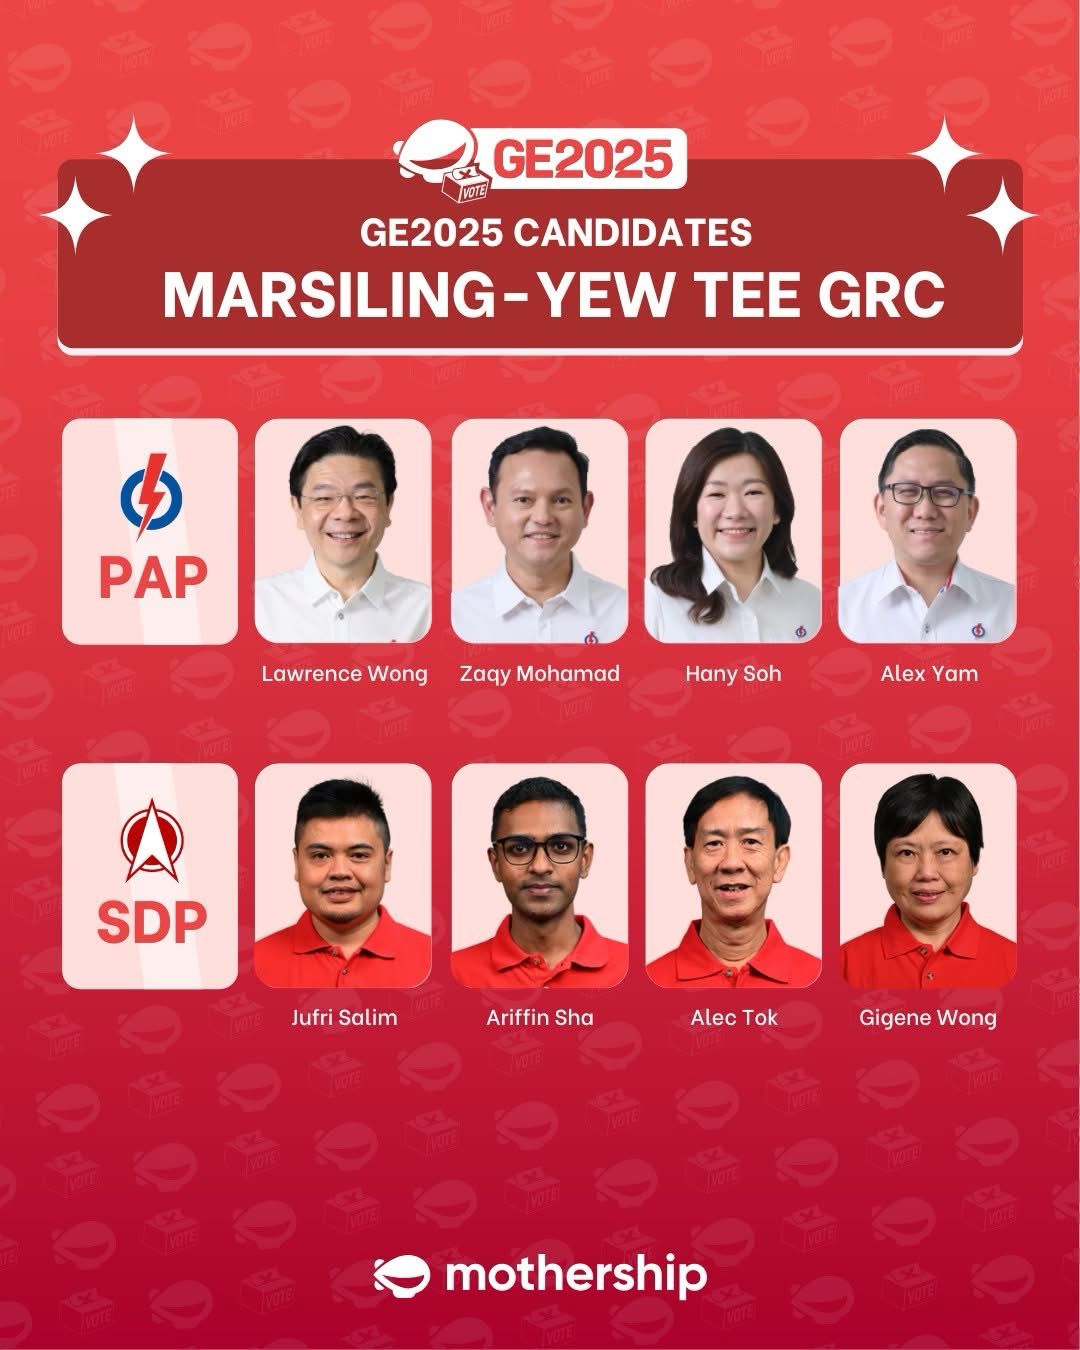 GE2025
VOTE
GE2025 CANDIDATES
MARSILING-YEW TEE GRC
PAP
Lawrence Wong
Zaqy Mohamad
Hany Soh
Alex Yam
SDP
Jufri Salim
Ariffin Sha
Alec Tok
Gigene Wong
mothership